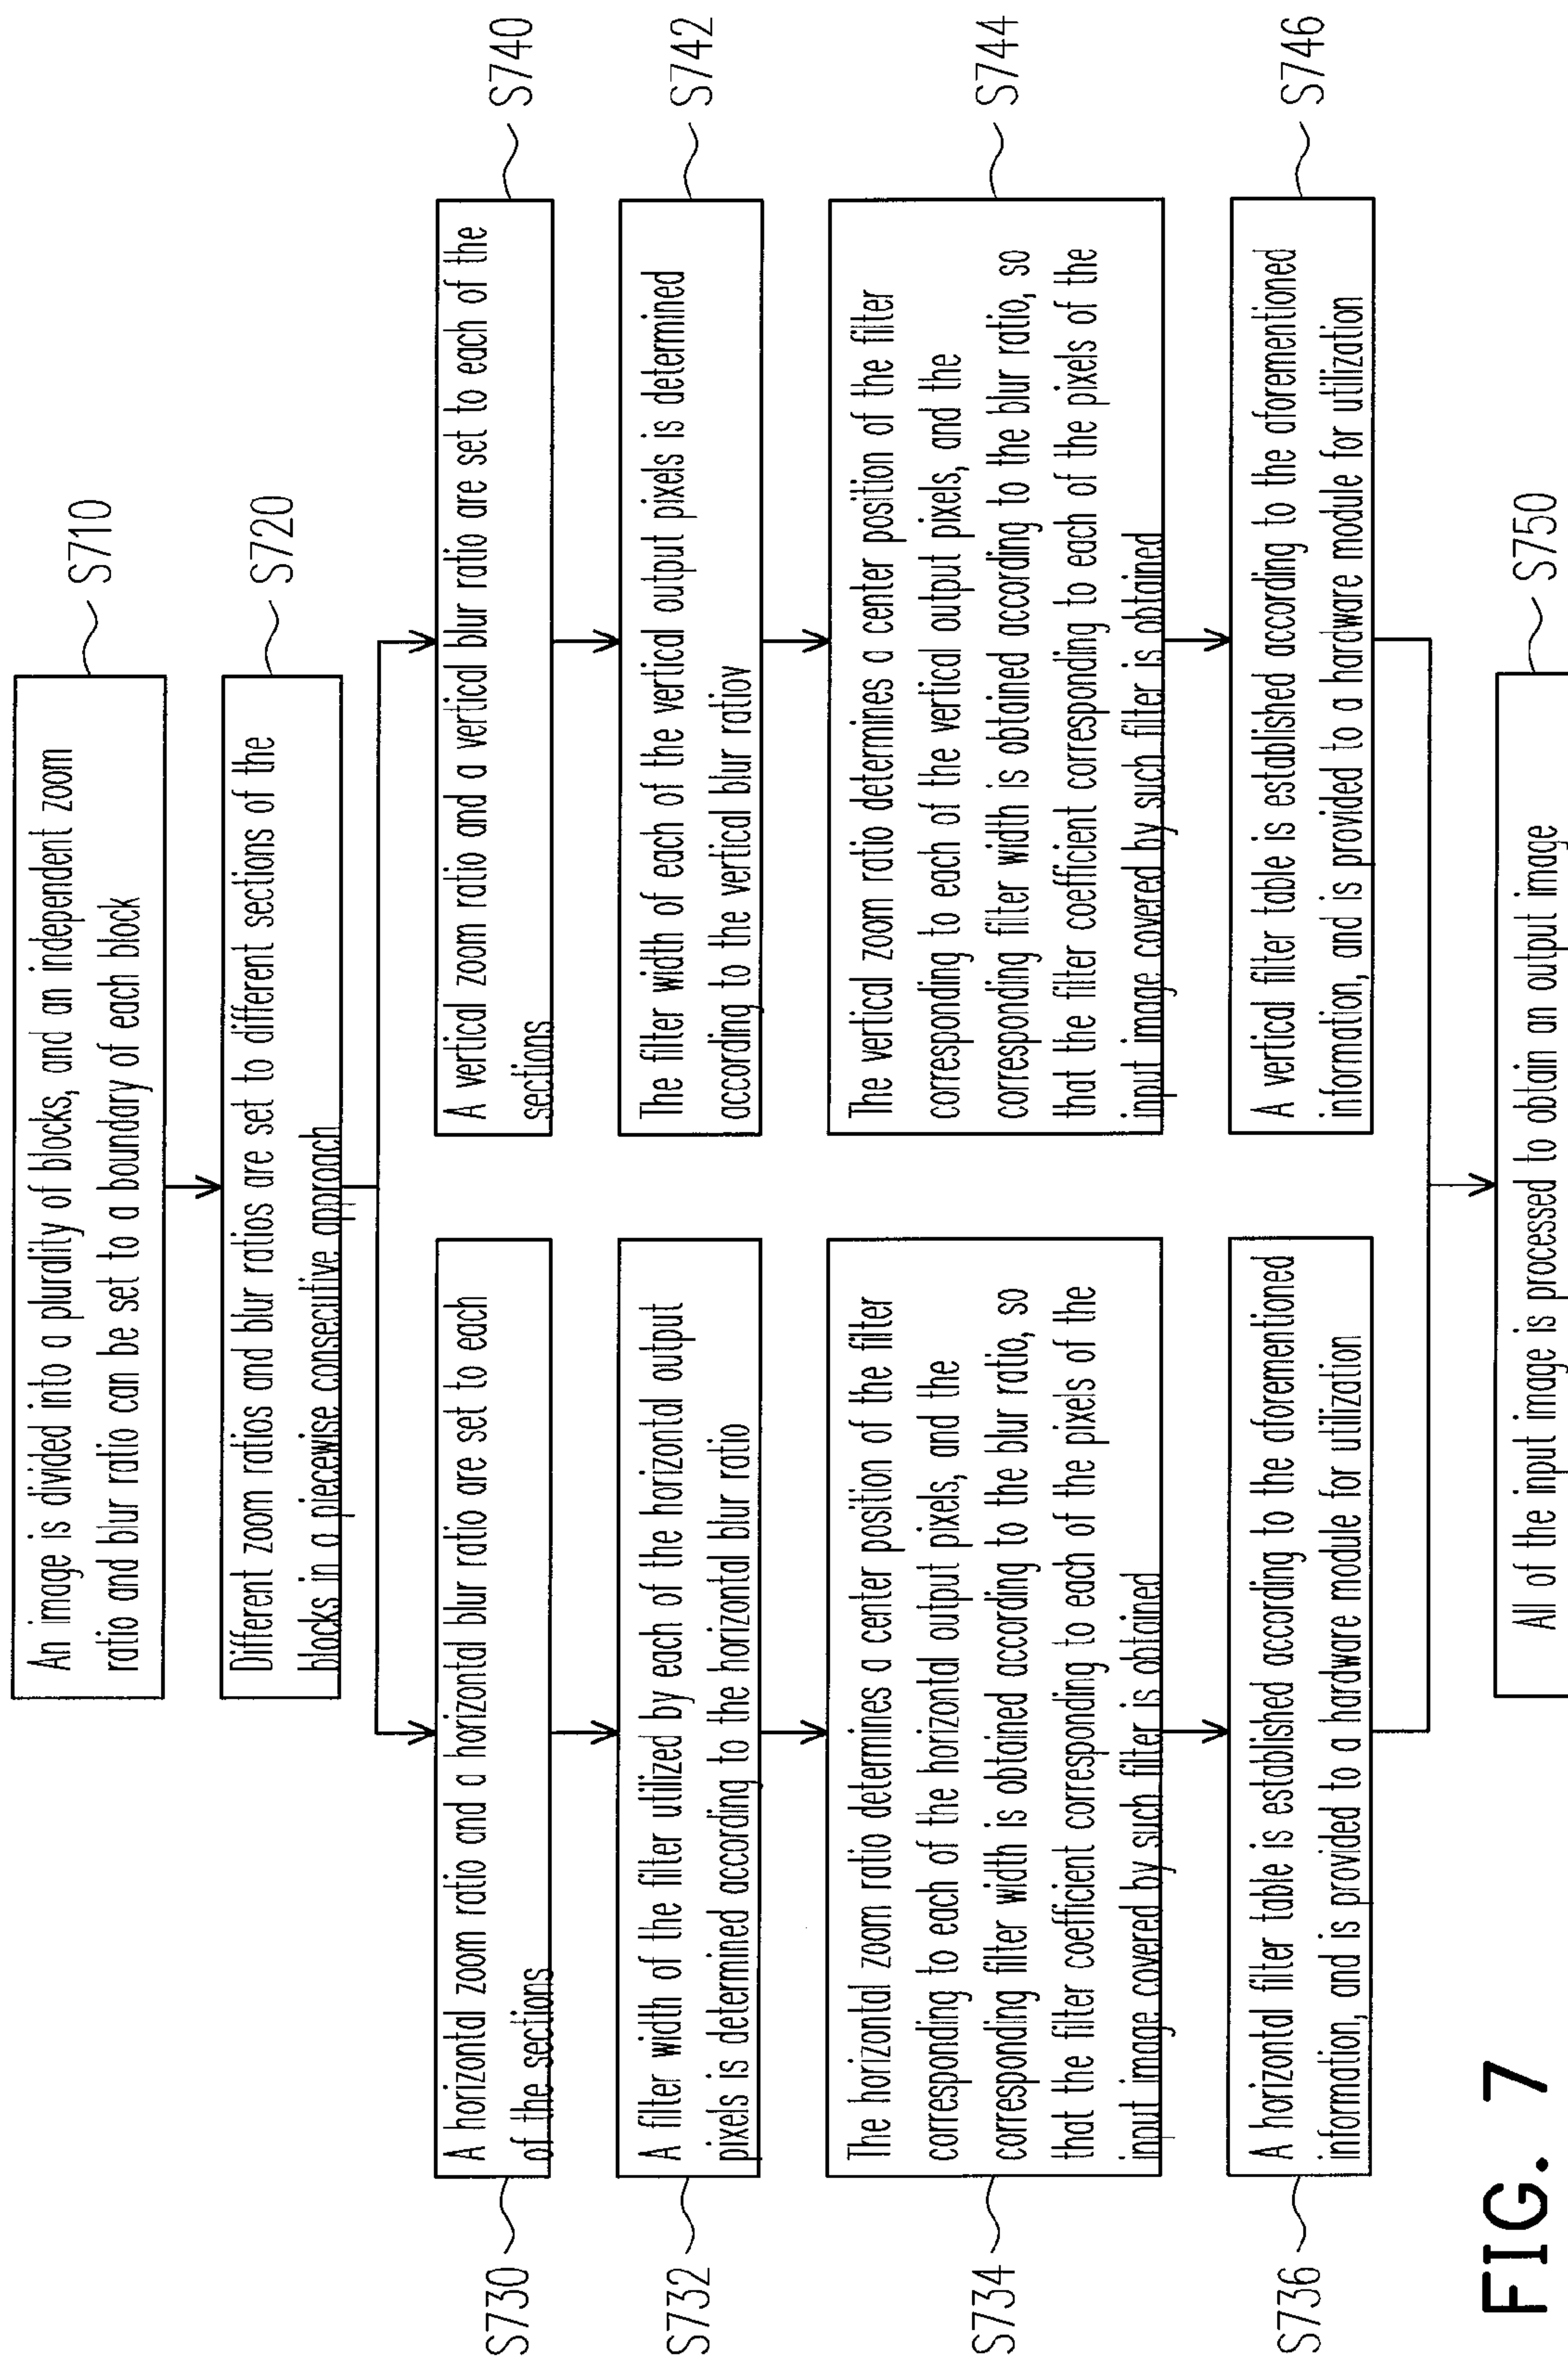 An image is divided into a plurality of blocks, and an independent zoom
ratio and blur ratio can be set to a boundary of each block
S710
Different zoom ratios and blur ratios are set to different sections of the
blocks in a piecewise consecutive approach
S720
S730
A horizontal zoom ratio and a horizontal blur ratio are set to each
of the sections
S732
A filter width of the filter utilized by each of the horizontal output
pixels is determined according to the horizontal blur ratio
S734
The horizontal zoom ratio determines a center position of the filter
corresponding to each of the horizontal output pixels, and the
corresponding filter width is obtained according to the blur ratio, so
that the filter coefficient corresponding to each of the pixels of the
input image covered by such filter is obtained
S736
A horizontal filter table is established according to the aforementioned
information, and is provided to a hardware module for utilization
A vertical zoom ratio and a vertical blur ratio are set to each of the
sections
S740
The filter width of each of the vertical output pixels is determined
according to the vertical blur ratiov
S742
The vertical zoom ratio determines a center position of the filter
corresponding to each of the vertical output pixels, and the
corresponding filter width is obtained according to the blur ratio, so
that the filter coefficient corresponding to each of the pixels of the
input image covered by such filter is obtained
S744
A vertical filter table is established according to the aforementioned
information, and is provided to a hardware module for utilization
S746
All of the input image is processed to obtain an output image
S750
FIG. 7